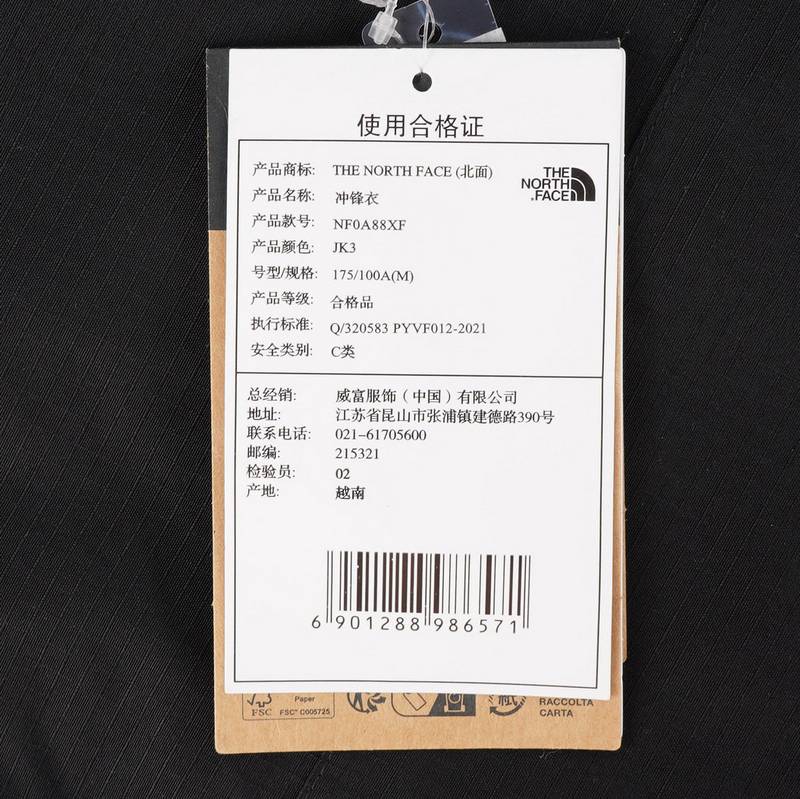 使用合格证
产品商标: THE NORTH FACE (北面)
THE
NORTH
FACE
产品名称: 冲锋衣
产品款号: NF0A88XF
产品颜色: JK3
号型/规格: 175/100A(M)
产品等级: 合格品
执行标准: Q/320583 PYVF012-2021
安全类别: C类
总经销: 威富服饰（中国）有限公司
地址: 江苏省昆山市张浦镇建德路390号
联系电话: 021-61705600
邮编: 215321
检验员: 02
产地: 越南
6 901288 986571
Paper
FSC
FSC® C005725
紙
RACCOLTA
CARTA